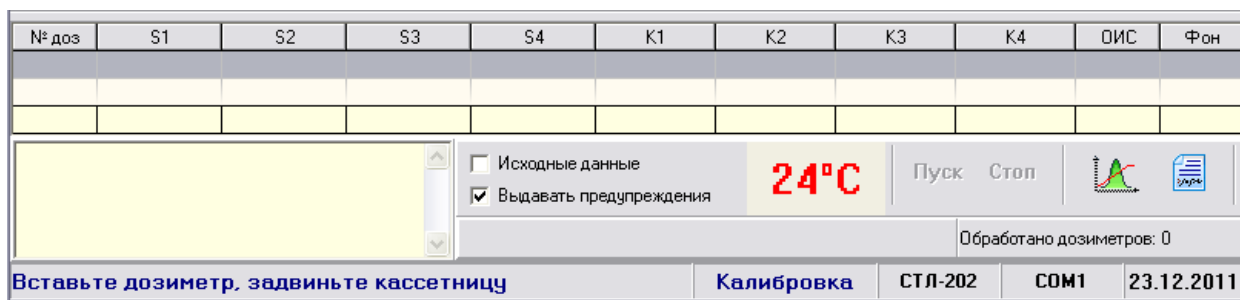 № доз S1 S2 S3 S4 K1 K2 K3 K4 ОИС Фон
Исходные данные
Выдавать предупреждения
24°C
Пуск Стоп
Обработано дозиметров: 0
Вставьте дозиметр, задвиньте кассетницу Калибровка СТЛ-202 COM1 23.12.2011